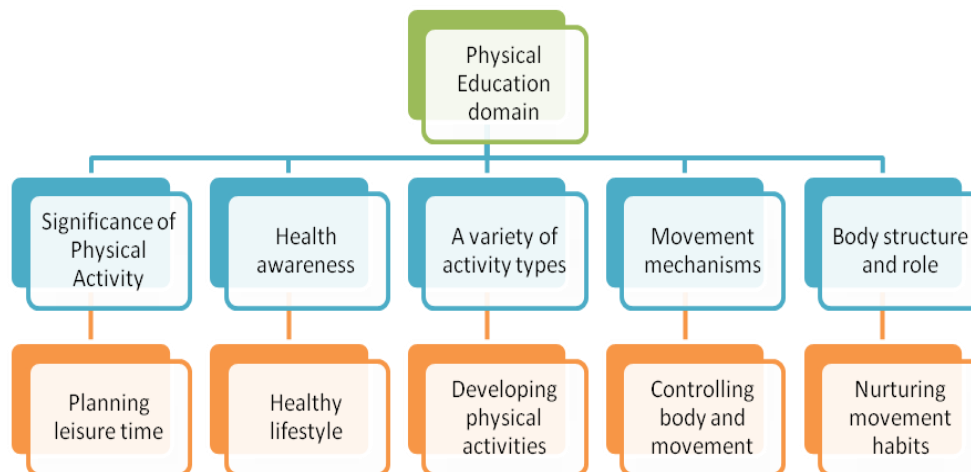 Physical
Education
domain
Significance of
Physical
Activity
Health
awareness
A variety of
activity types
Movement
mechanisms
Body structure
and role
Planning
leisure time
Healthy
lifestyle
Developing
physical
activities
Controlling
body and
movement
Nurturing
movement
habits